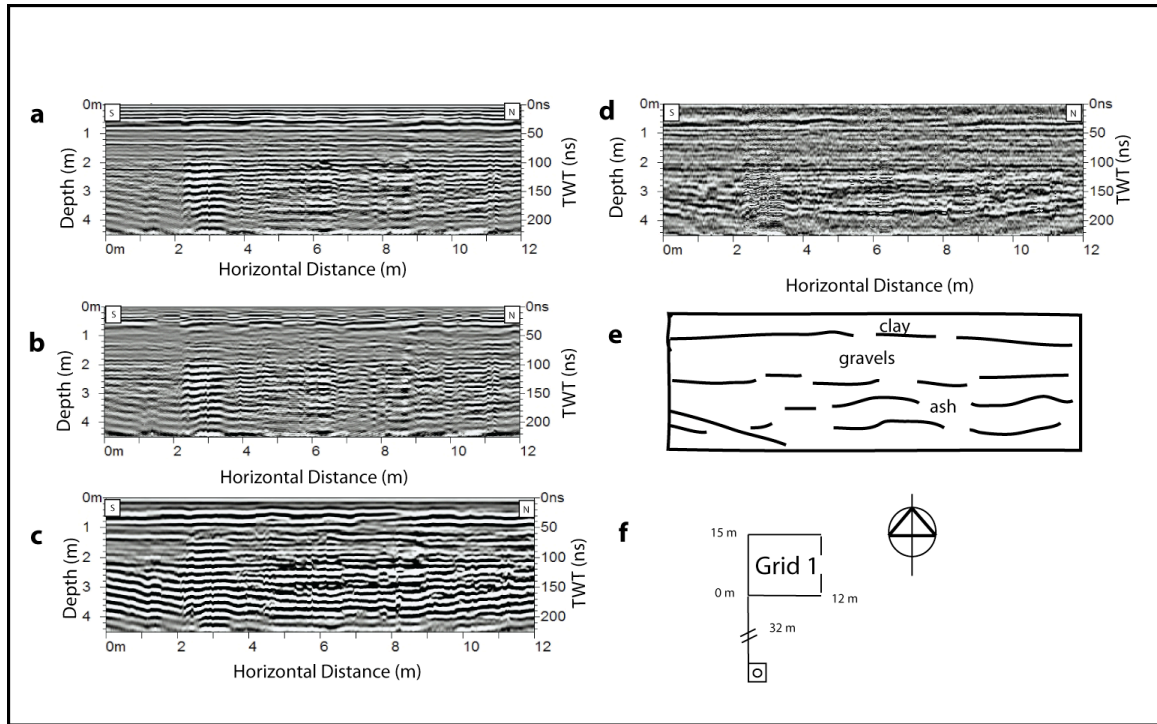 a
0m
1
2
3
4
Depth (m)
S
N
0ns
50
100
150
200
TWT (ns)
0m 2 4 6 8 10 12
Horizontal Distance (m)
b
0m
1
2
3
4
Depth (m)
S
N
0ns
50
100
150
200
TWT (ns)
0m 2 4 6 8 10 12
Horizontal Distance (m)
c
0m
1
2
3
4
Depth (m)
S
N
0ns
50
100
150
200
TWT (ns)
0m 2 4 6 8 10 12
Horizontal Distance (m)
d
0m
1
2
3
4
Depth (m)
S
N
0ns
50
100
150
200
TWT (ns)
0m 2 4 6 8 10 12
Horizontal Distance (m)
e
clay
gravels
ash
f
15 m
Grid 1
0 m
12 m
32 m